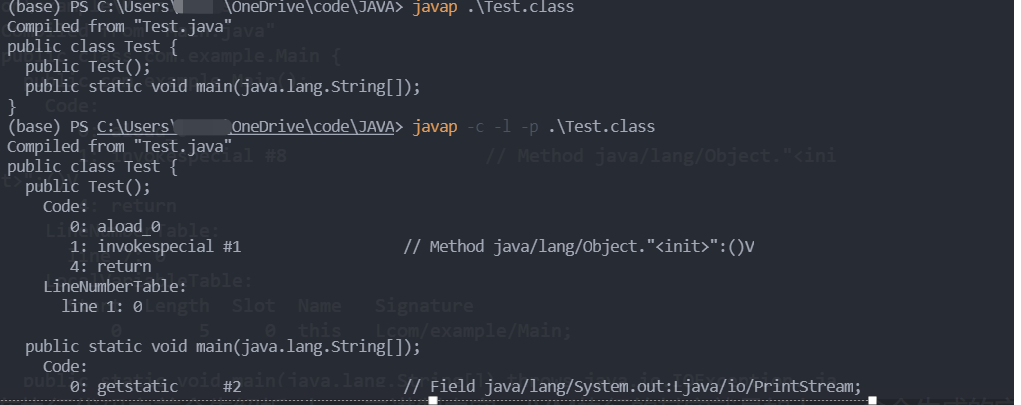 (base) PS C:\Users\ \OneDrive\code\JAVA> javap .\Test.class
Compiled from "Test.java"
public class Test {
  public Test();
  public static void main(java.lang.String[]);
}
(base) PS C:\Users\ OneDrive\code\JAVA> javap -c -l -p .\Test.class
Compiled from "Test.java"
public class Test {
  public Test();
    Code:
       0: aload_0
       1: invokespecial #1                  // Method java/lang/Object."<init>":()V
       4: return
    LineNumberTable:
      line 1: 0

  public static void main(java.lang.String[]);
    Code:
       0: getstatic     #2                  // Field java/lang/System.out:Ljava/io/PrintStream;